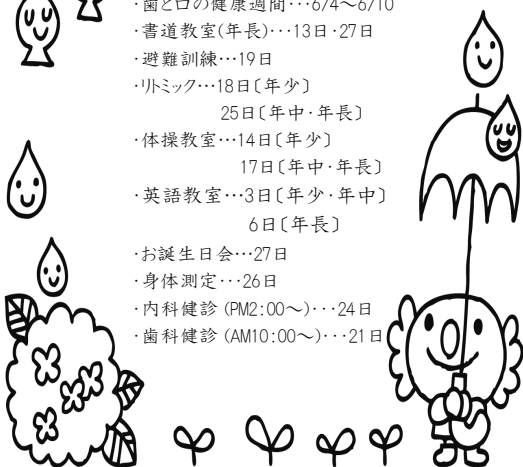 ·歯と口の健康週間···6/4～6/10
·書道教室(年長)···13日·27日
·避難訓練···19日
·リトミック···18日〔年少〕
25日〔年中·年長〕
·体操教室···14日〔年少〕
17日〔年中·年長〕
·英語教室···3日〔年少·年中〕
6日〔年長〕
·お誕生日会···27日
·身体測定···26日
·内科健診 (PM2:00～)···24日
·歯科健診 (AM10:00～)···21日